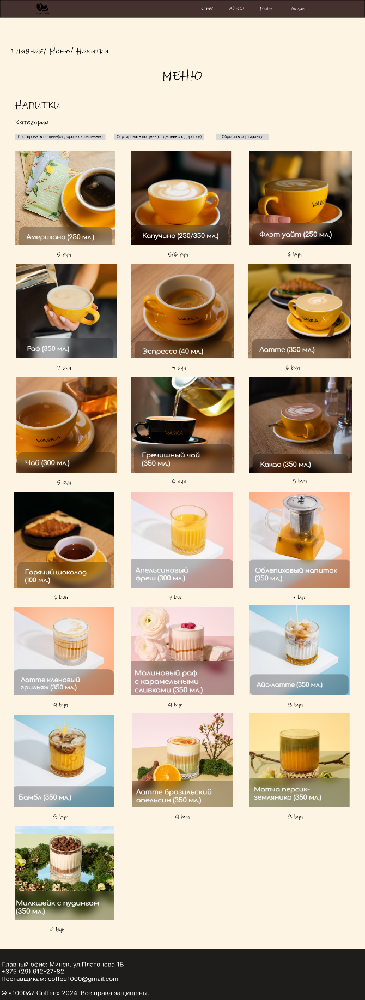 О нас Адреса Меню Акции
Главная/ Меню/ Напитки
МЕНЮ
НАПИТКИ
Категории
Сортировать по цене(от дорогих к дешевым) Сортировать по цене(от дешевых к дорогим) Сбросить сортировку
Американо (250 мл.)
5 byn
Капучино (250/350 мл.)
5/6 byn
Флэт уайт (250 мл.)
6 byn
Раф (350 мл.)
7 byn
VARKA
Эспрессо (40 мл.)
5 byn
VARKA
Латте (350 мл.)
6 byn
VARKA
Чай (300 мл.)
5 byn
VARKA
Гречишный чай
(350 мл.)
6 byn
Какао (350 мл.)
5 byn
Горячий шоколад
(100 мл.)
6 byn
Апельсиновый
фреш (300 мл.)
7 byn
Облепиховый напиток
(350 мл.)
7 byn
Латте кленовый
грильяж (350 мл.)
9 byn
Малиновый раф
с карамельными
сливками (350 мл.)
9 byn
Айс-латте (350 мл.)
8 byn
Бамбл (350 мл.)
8 byn
Латте бразильский
апельсин (350 мл.)
9 byn
Матча персик-
земляника (350 мл.)
8 byn
Милкшейк с пудингом
(350 мл.)
9 byn
Главный офис: Минск, ул.Платонова 1Б
+375 (29) 612-27-82
Поставщикам: coffee1000@gmail.com
© «1000&7 Coffee» 2024. Все права защищены.